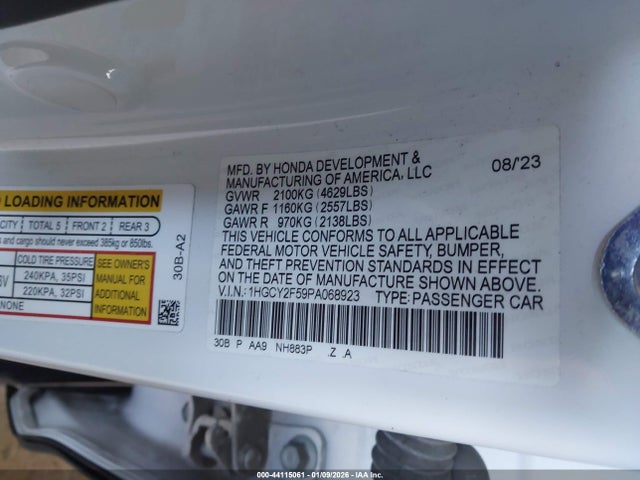 D LOADING INFORMATION
CITY TOTAL 5 FRONT 2 REAR 3
s and cargo should never exceed 385kg or 850lbs.
COLD TIRE PRESSURE
240KPA, 35PSI
220KPA, 32PSI
NONE
SEE OWNER'S
MANUAL FOR
ADDITIONAL
INFORMATION
30B-A2
MFD. BY HONDA DEVELOPMENT & 08/'23
MANUFACTURING OF AMERICA, LLC
GVWR 2100KG (4629LBS)
GAWR F 1160KG (2557LBS)
GAWR R 970KG (2138LBS)
THIS VEHICLE CONFORMS TO ALL APPLICABLE
FEDERAL MOTOR VEHICLE SAFETY, BUMPER,
AND THEFT PREVENTION STANDARDS IN EFFECT
ON THE DATE OF MANUFACTURE SHOWN ABOVE.
V.I.N.: 1HGCY2F59PA068923 TYPE: PASSENGER CAR
30B P AA9 NH883P .Z .A
000-44115061 - 01/09/2026 - IAAI-IAA Inc.